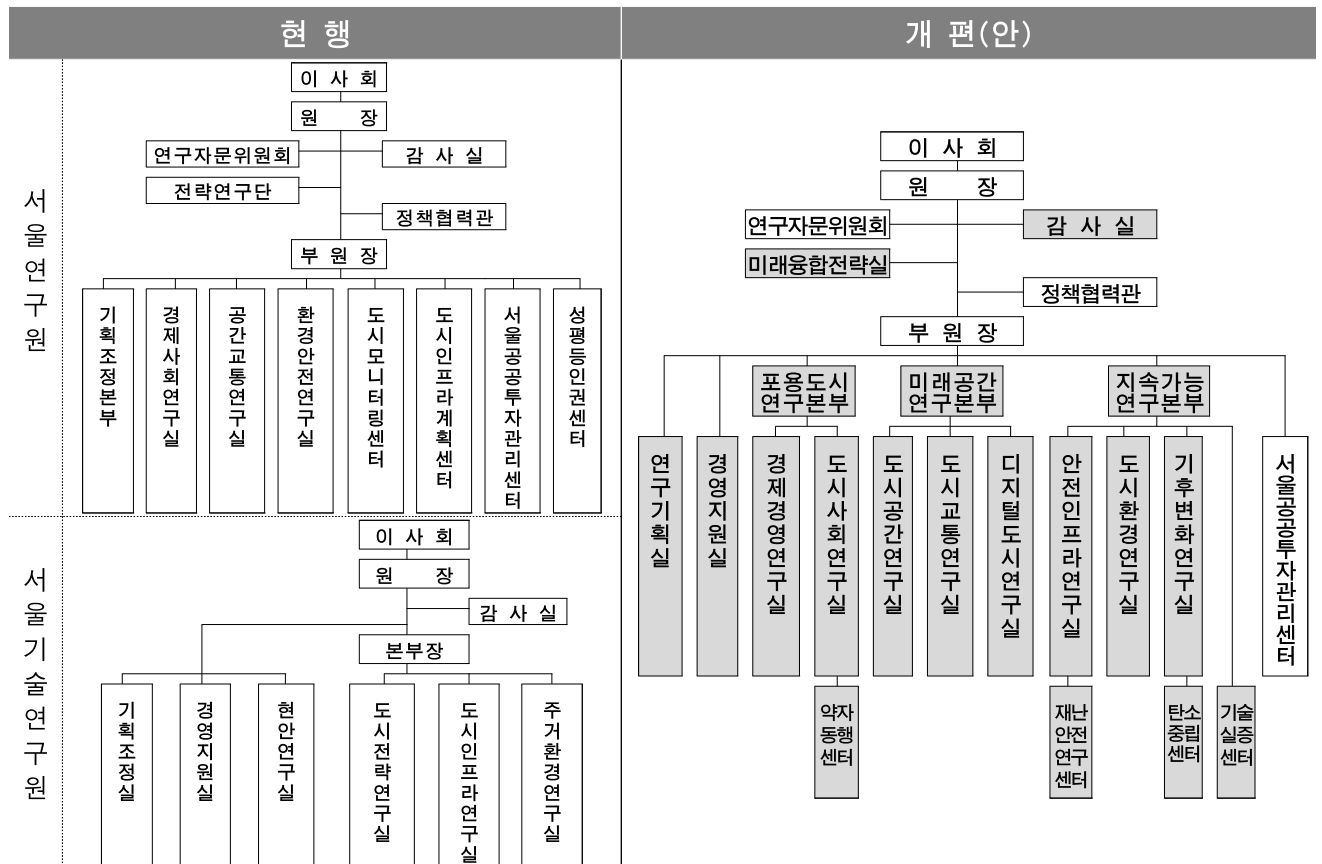 현 행
개 편(안)
서울연구원
이 사 회
원 장
연구자문위원회
감 사 실
전략연구단
정책협력관
부 원 장
기획조정본부
경제사회연구실
공간교통연구실
환경안전연구실
도시모니터링센터
도시인프라계획센터
서울공공투자관리센터
성평등인권센터
서울기술연구원
이 사 회
원 장
감 사 실
본부장
기획조정실
경영지원실
현안연구실
도시전략연구실
도시인프라연구실
주거환경연구실
이 사 회
원 장
연구자문위원회
감 사 실
미래융합전략실
정책협력관
부 원 장
포용도시
연구본부
미래공간
연구본부
지속가능
연구본부
연구기획실
경영지원실
경제경영연구실
도시사회연구실
도시공간연구실
도시교통연구실
디지털도시연구실
안전인프라연구실
도시환경연구실
기후변화연구실
서울공공투자관리센터
약자
동행
센터
재난
안전
연구
센터
탄소
중립
센터
기술
실증
센터